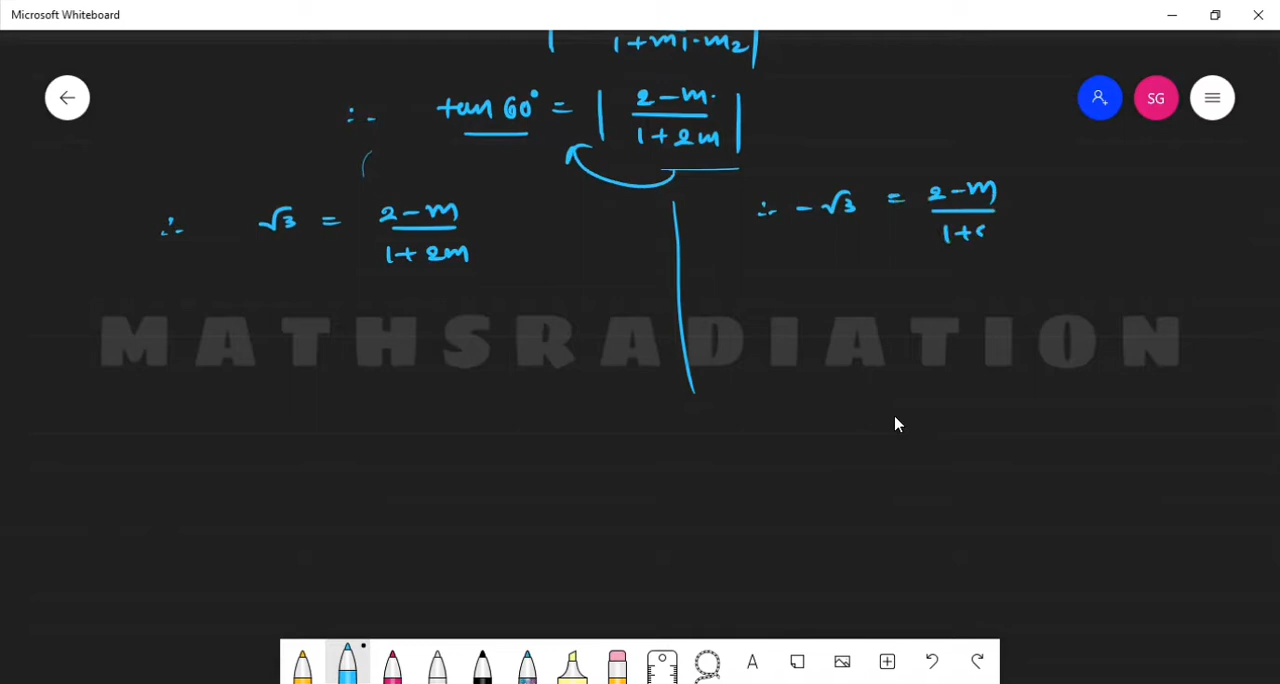 Microsoft Whiteboard
1 + m1 . m2
∴ tan 60° = | 2 - m / 1 + 2m |
SG
∴ √3 = 2 - m / 1 + 2m
∴ - √3 = 2 - m / 1 +
MATHSRADIATION
A